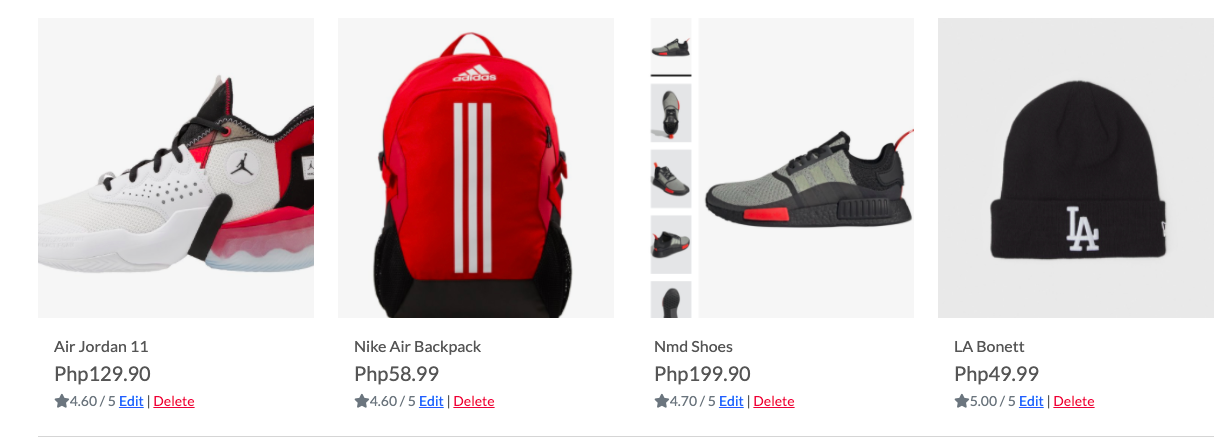 adidas
LA
Air Jordan 11
Php129.90
4.60 / 5 Edit | Delete
Nike Air Backpack
Php58.99
4.60 / 5 Edit | Delete
Nmd Shoes
Php199.90
4.70 / 5 Edit | Delete
LA Bonett
Php49.99
5.00 / 5 Edit | Delete